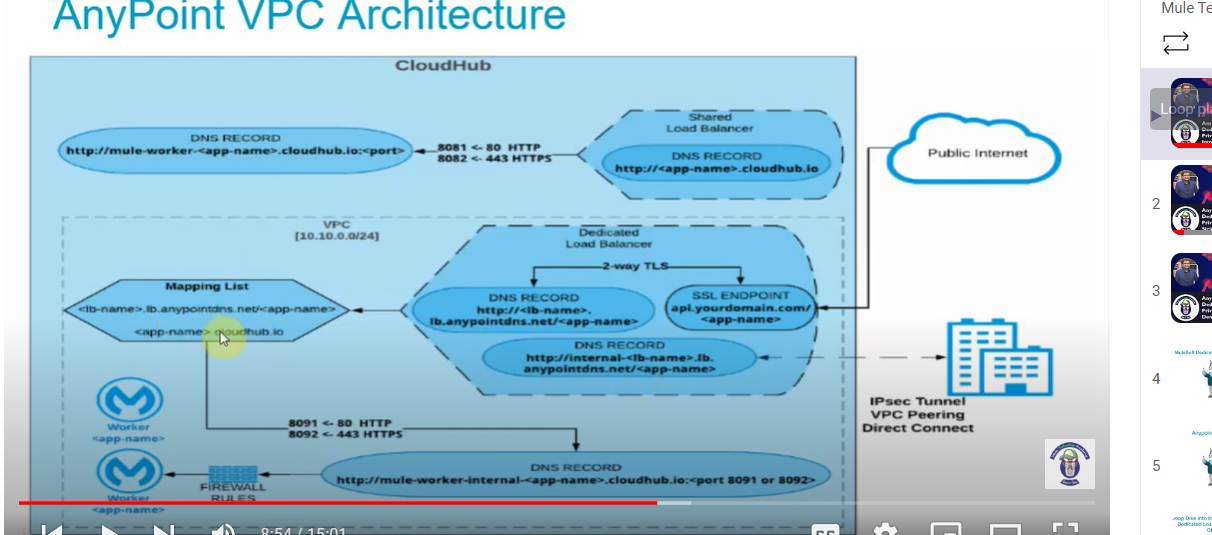 AnyPoint VPC Architecture
CloudHub
DNS RECORD
http://mule-worker-<app-name>.cloudhub.io:<port>
8081 <- 80 HTTP
8082 <- 443 HTTPS
Shared
Load Balancer
DNS RECORD
http://<app-name>.cloudhub.io
Public Internet
VPC
[10.10.0.0/24]
Dedicated
Load Balancer
2-way TLS
Mapping List
<lb-name>.lb.anypointdns.net/<app-name>
<app-name>.cloudhub.io
DNS RECORD
http://<lb-name>.
lb.anypointdns.net/<app-name>
SSL ENDPOINT
api.yourdomain.com/
<app-name>
DNS RECORD
http://internal-<lb-name>.lb.
anypointdns.net/<app-name>
IPsec Tunnel
VPC Peering
Direct Connect
Worker
<app-name>
8091 <- 80 HTTP
8092 <- 443 HTTPS
DNS RECORD
http://mule-worker-internal-<app-name>.cloudhub.io:<port 8091 or 8092>
FIREWALL
RULES
Worker
<app-name>
8:54 / 15:01
CC
Mule Te
Loop pla
2
3
4
5